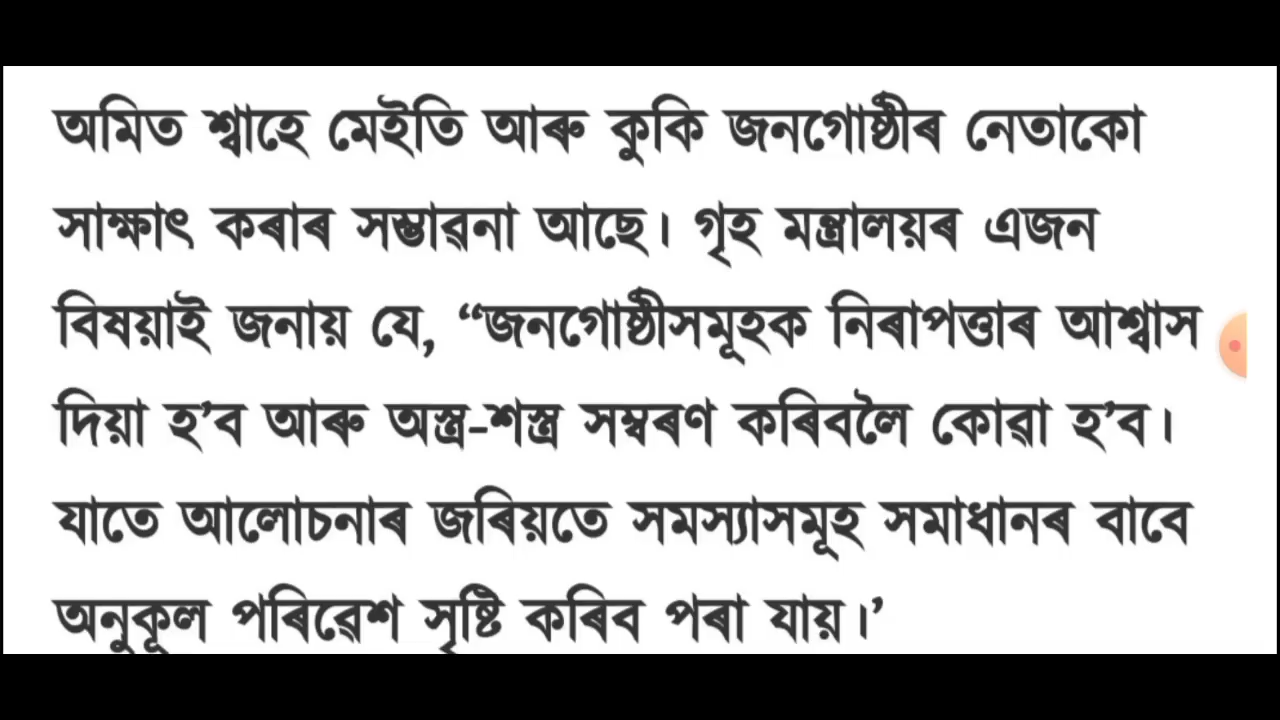 অমিত শ্বাহে মেইতি আৰু কুকি জনগোষ্ঠীৰ নেতাকো
সাক্ষাৎ কৰাৰ সম্ভাৱনা আছে। গৃহ মন্ত্ৰালয়ৰ এজন
বিষয়াই জনায় যে, “জনগোষ্ঠীসমূহক নিৰাপত্তাৰ আশ্বাস
দিয়া হ’ব আৰু অস্ত্ৰ-শস্ত্ৰ সম্বৰণ কৰিবলৈ কোৱা হ’ব।
যাতে আলোচনাৰ জৰিয়তে সমস্যাসমূহ সমাধানৰ বাবে
অনুকূল পৰিৱেশ সৃষ্টি কৰিব পৰা যায়।’